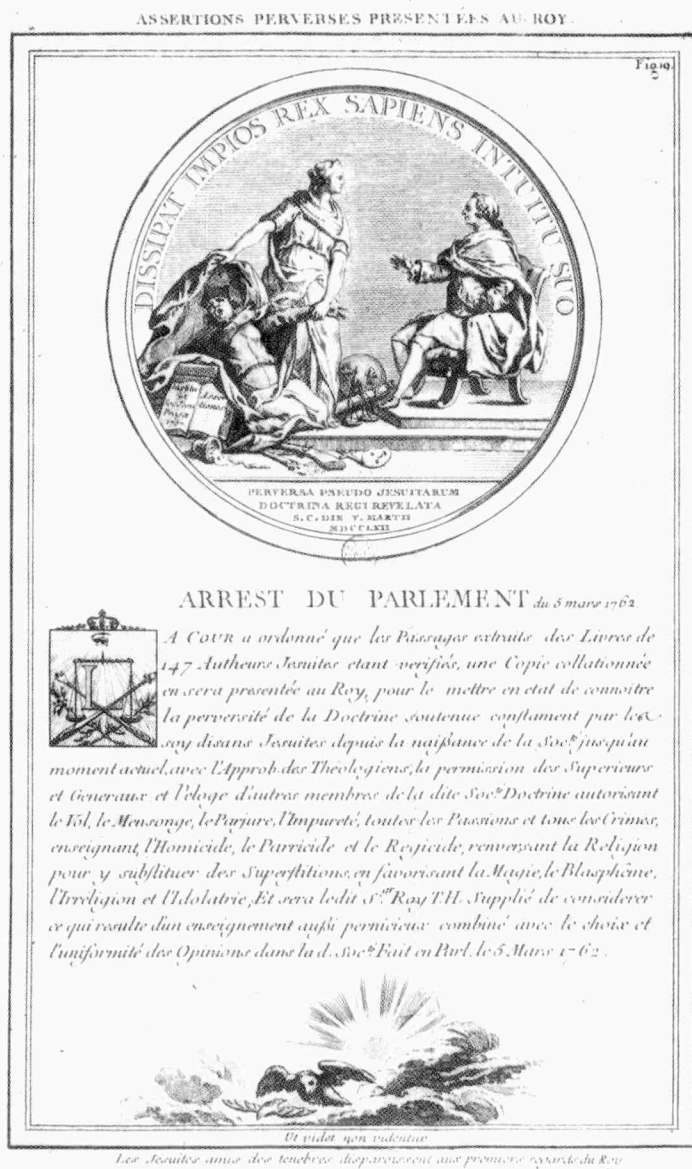 ASSERTIONS PERVERSES PRESENTÉES AU ROY.
Fig 19.
DISSIPAT IMPIOS REX SAPIENS INTUITU SUO
PERVERSA PSEUDO JESUITARUM
DOCTRINA REGI REVELATA
S. C. DIE V. MARTII
MDCCLXII
ARREST DU PARLEMENT du 5 mars 1762
LA COUR a ordonné que les Passages extraits des Livres de
147 Autheurs Jesuites etant verifiés, une Copie collationnée
en sera presentée au Roy, pour le mettre en etat de connoitre
la perversité de la Doctrine soutenue constament par les
soy disans Jesuites depuis la naissance de la Soc.té jusqu'au
moment actuel, avec l'Approb. des Théologiens, la permission des Superieurs
et Generaux et l'éloge d'autres membres de la dite Soc.té Doctrine autorisant
le Vol, le Mensonge, le Parjure, l'Impureté, toutes les Passions et tous les Crimes,
enseignant, l'Homicide, le Parricide et le Regicide, renversant la Religion
pour y substituer des Superstitions, en favorisant la Magie, le Blasphême,
l'Irréligion et l'Idolatrie, Et sera ledit S.gr Roy T.H. Supplié de considerer
ce qui resulte d'un enseignement aussi pernicieux combiné avec le choix et
l'uniformité des Opinions dans la d. Soc.té Fait en Parl. le 5 Mars 1762.
Ut videt non videntur
Les Jesuites amis des tenebres disparoissent aux premiers regards du Roy